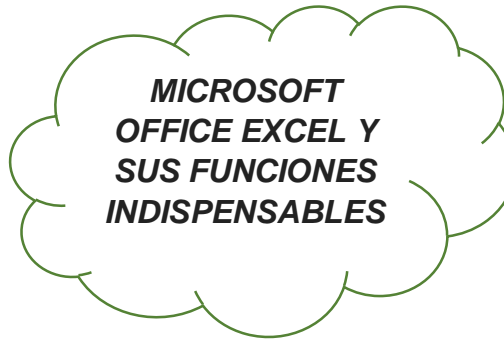 MICROSOFT
OFFICE EXCEL Y
SUS FUNCIONES
INDISPENSABLES